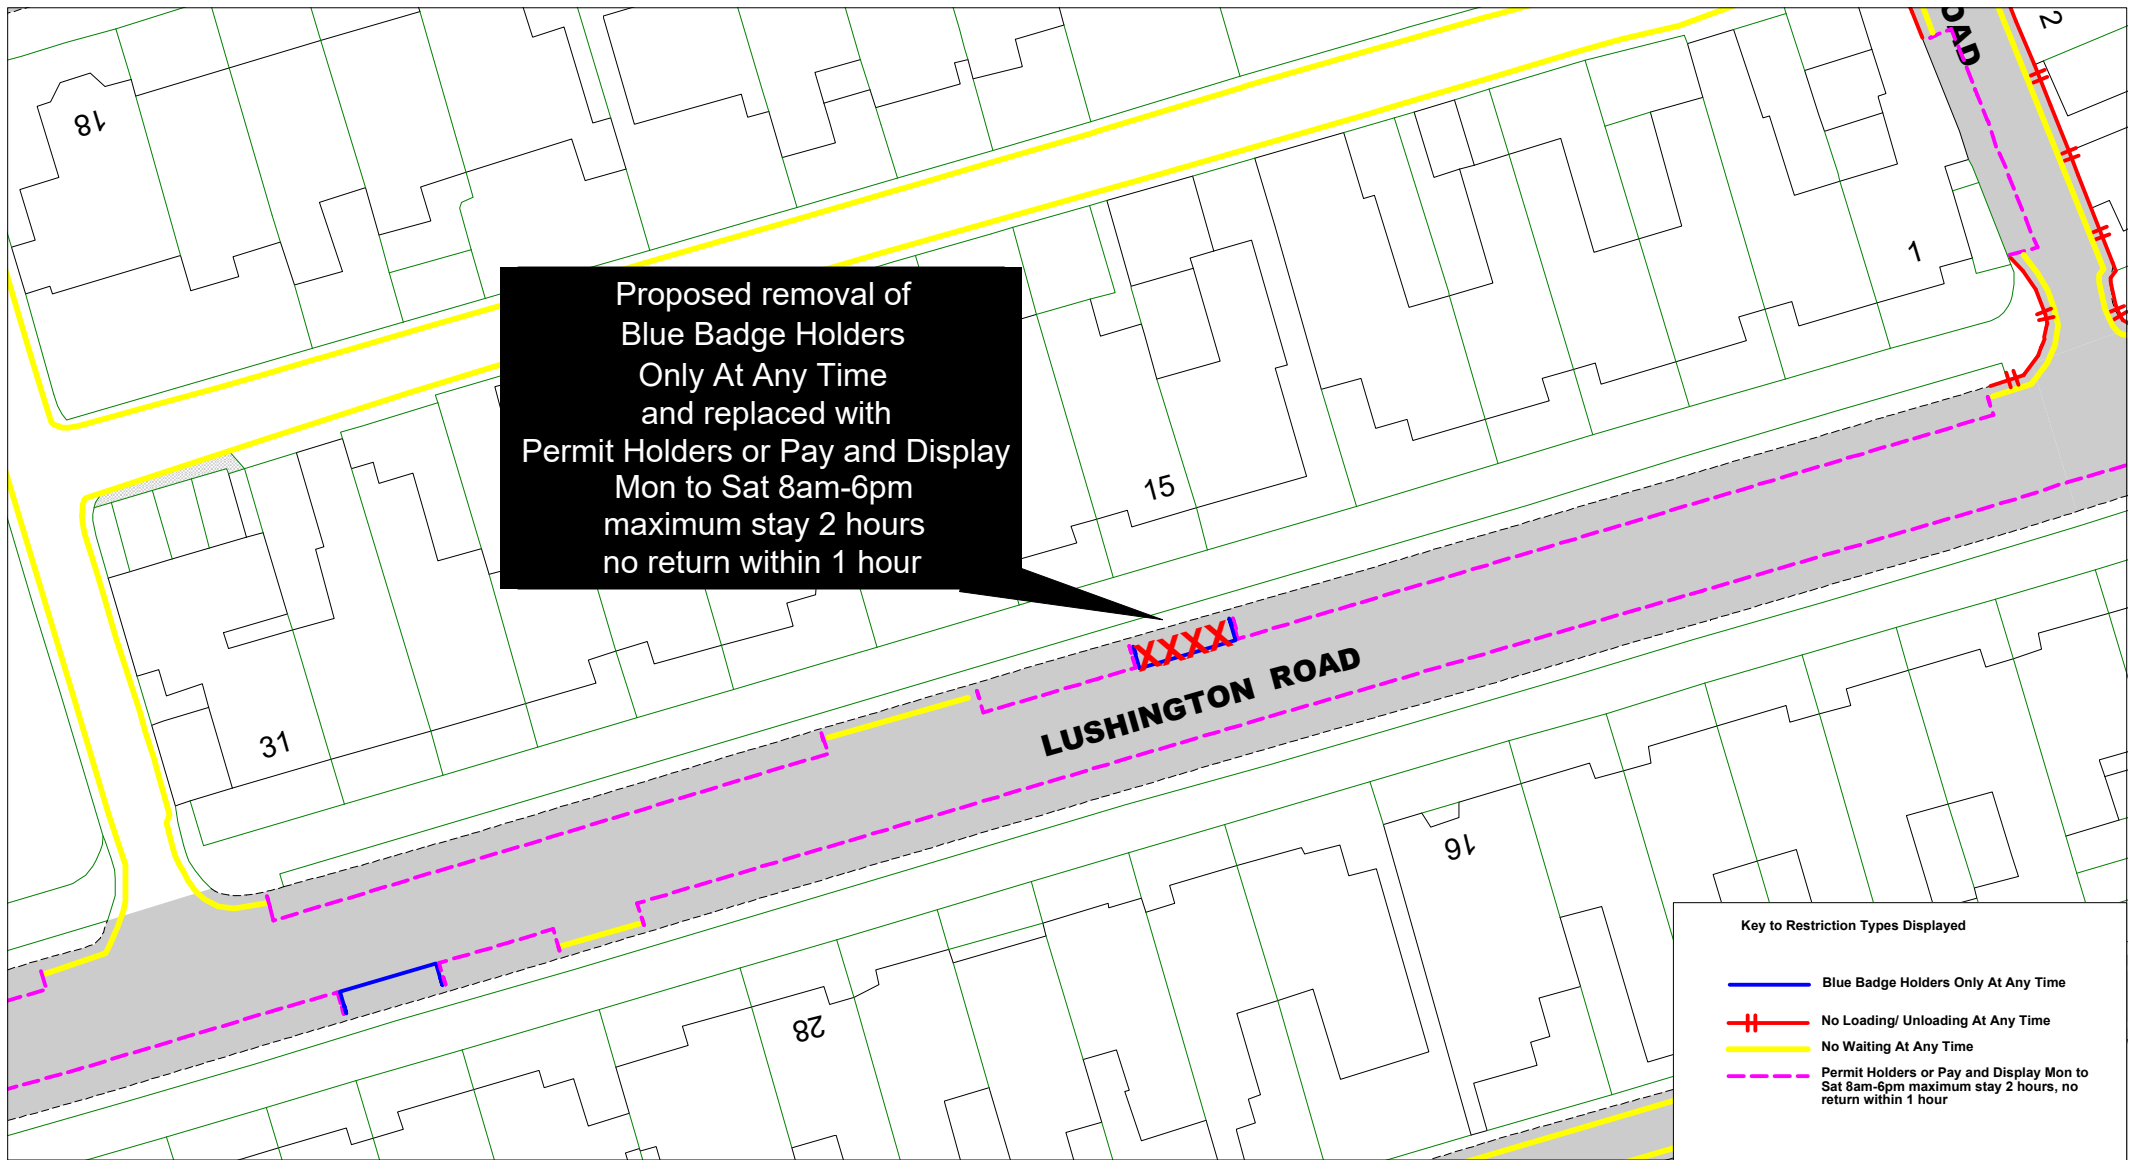 OAD
2
18
1
Proposed removal of
Blue Badge Holders
Only At Any Time
and replaced with
Permit Holders or Pay and Display
Mon to Sat 8am-6pm
maximum stay 2 hours
no return within 1 hour
15
XXXX
LUSHINGTON ROAD
31
16
28
Key to Restriction Types Displayed
Blue Badge Holders Only At Any Time
No Loading/ Unloading At Any Time
No Waiting At Any Time
Permit Holders or Pay and Display Mon to
Sat 8am-6pm maximum stay 2 hours, no
return within 1 hour